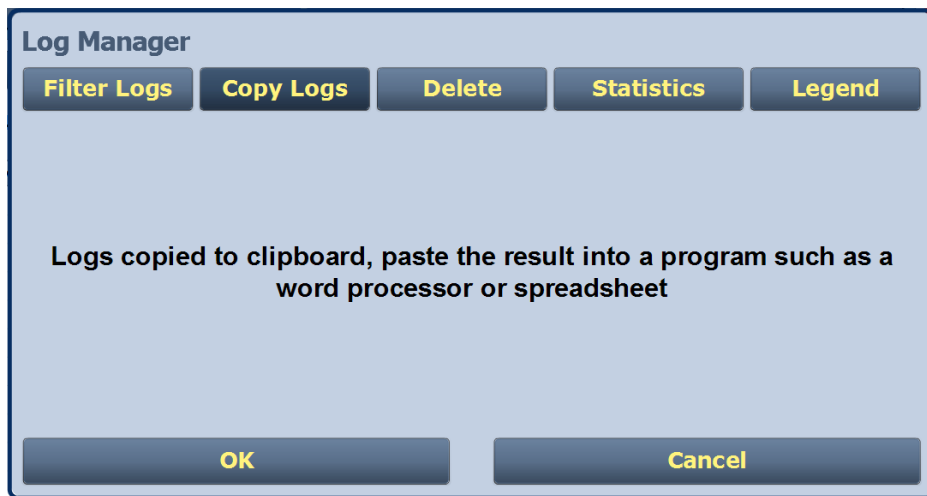 Log Manager
Filter Logs Copy Logs Delete Statistics Legend
Logs copied to clipboard, paste the result into a program such as a
word processor or spreadsheet
OK Cancel